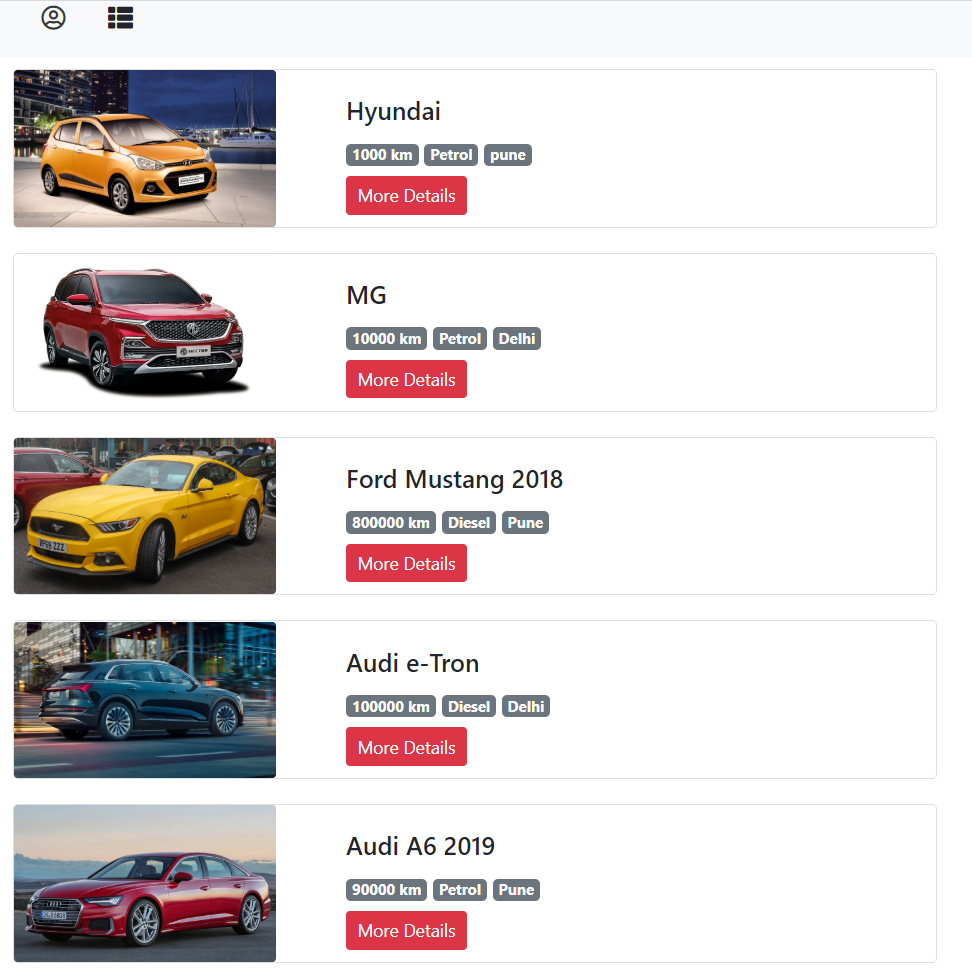 Hyundai
1000 km Petrol pune
More Details
MG
HECTOR
10000 km Petrol Delhi
More Details
Ford Mustang 2018
800000 km Diesel Pune
More Details
Audi e-Tron
100000 km Diesel Delhi
More Details
Audi A6 2019
90000 km Petrol Pune
More Details